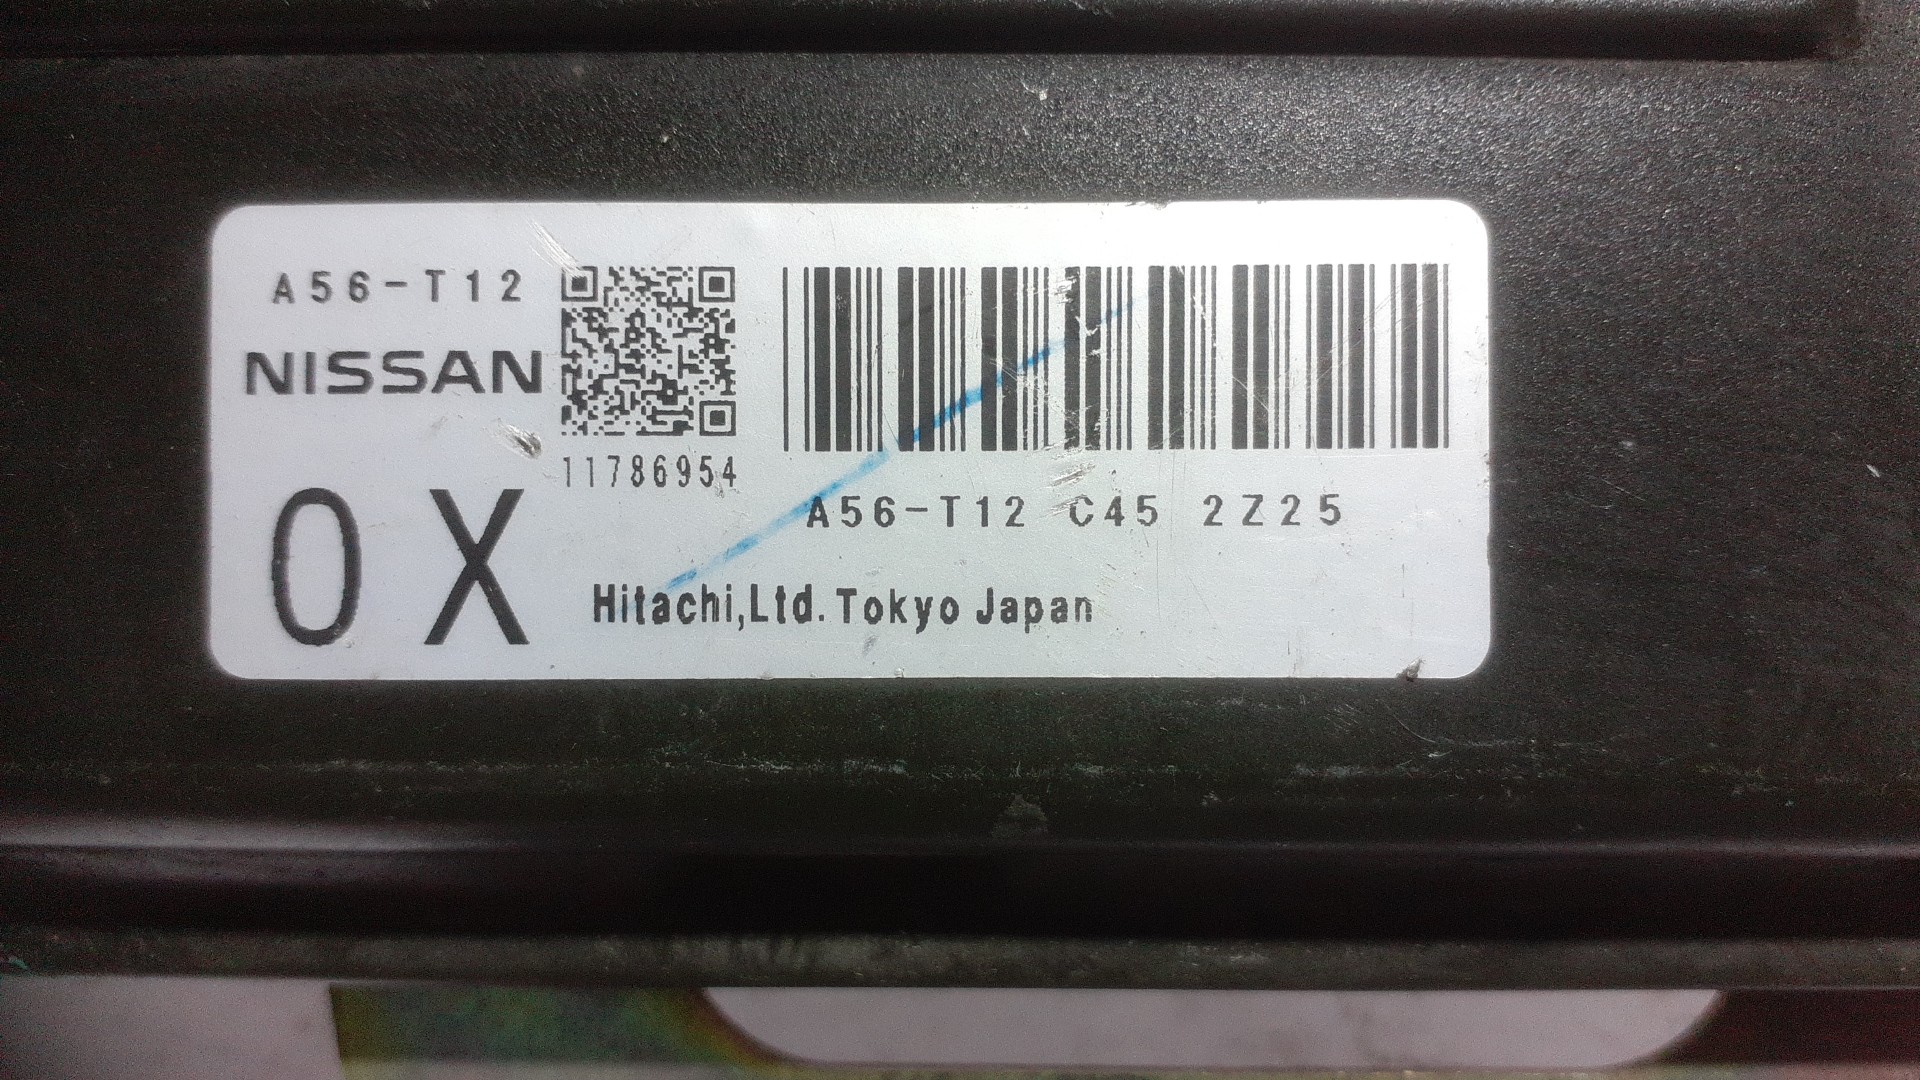 A56-T12
NISSAN
11786954
0X
A56-T12 C45 2Z25
Hitachi,Ltd. Tokyo Japan